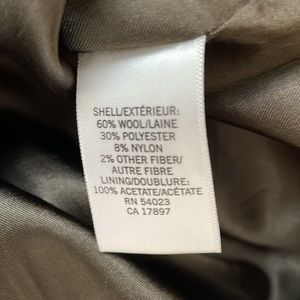 SHELL/EXTÉRIEUR:
60% WOOL/LAINE
30% POLYESTER
8% NYLON
2% OTHER FIBER/
AUTRE FIBRE
LINING/DOUBLURE:
100% ACETATE/ACÉTATE
RN 54023
CA 17897